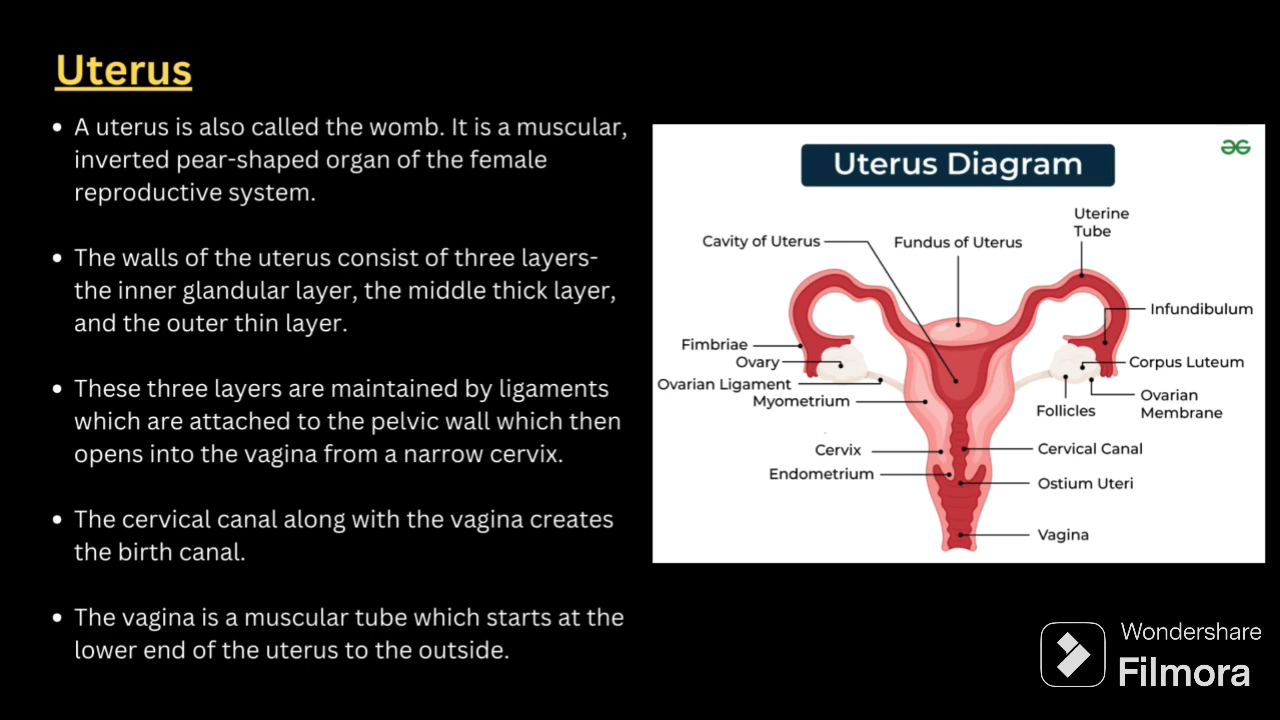 Uterus
A uterus is also called the womb. It is a muscular,
inverted pear-shaped organ of the female
reproductive system.
The walls of the uterus consist of three layers-
the inner glandular layer, the middle thick layer,
and the outer thin layer.
These three layers are maintained by ligaments
which are attached to the pelvic wall which then
opens into the vagina from a narrow cervix.
The cervical canal along with the vagina creates
the birth canal.
The vagina is a muscular tube which starts at the
lower end of the uterus to the outside.
Uterus Diagram
Uterine
Tube
Cavity of Uterus
Fundus of Uterus
Infundibulum
Fimbriae
Ovary
Corpus Luteum
Ovarian Ligament
Ovarian
Membrane
Myometrium
Follicles
Cervix
Cervical Canal
Endometrium
Ostium Uteri
Vagina
Wondershare
Filmora